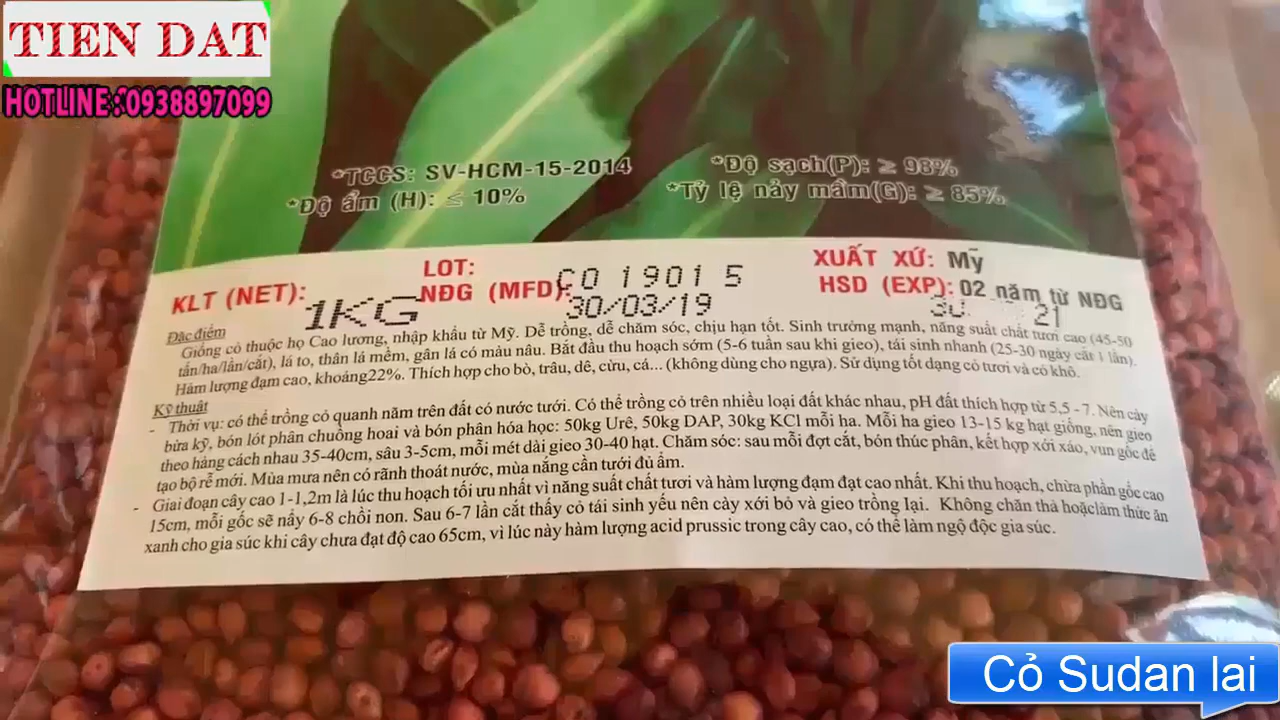 TIEN DAT
HOTLINE:0938897099
*TCCS: SV-HCM-15-2014
*Độ sạch(P): ≥ 98%
*Độ ẩm (H): ≤ 10%
*Tỷ lệ nảy mầm(G): ≥ 85%
KLT (NET): 1KG
LOT: CO 1901 5
NĐG (MFD): 30/03/19
XUẤT XỨ: Mỹ
HSD (EXP): 02 năm từ NĐG
30 21
Đặc điểm
Giống cỏ thuộc họ Cao lương, nhập khẩu từ Mỹ. Dễ trồng, dễ chăm sóc, chịu hạn tốt. Sinh trưởng mạnh, năng suất chất tươi cao (45-50
tấn/ha/lần/cắt), lá to, thân lá mềm, gân lá có màu nâu. Bắt đầu thu hoạch sớm (5-6 tuần sau khi gieo), tái sinh nhanh (25-30 ngày cắt 1 lần).
Hàm lượng đạm cao, khoáng22%. Thích hợp cho bò, trâu, dê, cừu, cá... (không dùng cho ngựa). Sử dụng tốt dạng cỏ tươi và cỏ khô.
Kỹ thuật
- Thời vụ: có thể trồng cỏ quanh năm trên đất có nước tưới. Có thể trồng cỏ trên nhiều loại đất khác nhau, pH đất thích hợp từ 5,5 - 7. Nên cày
bừa kỹ, bón lót phân chuồng hoai và bón phân hóa học: 50kg Urê, 50kg DAP, 30kg KCl mỗi ha. Mỗi ha gieo 13-15 kg hạt giống, nên gieo
theo hàng cách nhau 35-40cm, sâu 3-5cm, mỗi mét dài gieo 30-40 hạt. Chăm sóc: sau mỗi đợt cắt, bón thúc phân, kết hợp xới xáo, vun gốc để
tạo bộ rễ mới. Mùa mưa nên có rãnh thoát nước, mùa nắng cần tưới đủ ẩm.
- Giai đoạn cây cao 1-1,2m là lúc thu hoạch tối ưu nhất vì năng suất chất tươi và hàm lượng đạm đạt cao nhất. Khi thu hoạch, chừa phần gốc cao
15cm, mỗi gốc sẽ nẩy 6-8 chồi non. Sau 6-7 lần cắt thấy cỏ tái sinh yếu nên cày xới bỏ và gieo trồng lại. Không chăn thả hoặclàm thức ăn
xanh cho gia súc khi cây chưa đạt độ cao 65cm, vì lúc này hàm lượng acid prussic trong cây cao, có thể làm ngộ độc gia súc.
Cỏ Sudan lai